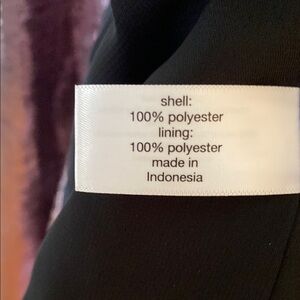 shell:
100% polyester
lining:
100% polyester
made in
Indonesia